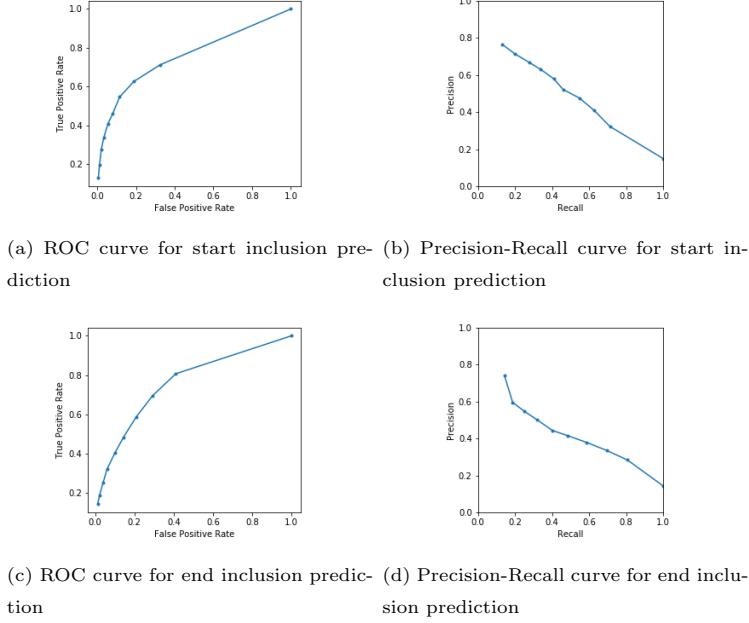 1.0
0.8
0.6
0.4
0.2
True Positive Rate
0.0 0.2 0.4 0.6 0.8 1.0
False Positive Rate
1.0
0.8
0.6
0.4
0.2
0.0
Precision
0.0 0.2 0.4 0.6 0.8 1.0
Recall
(a) ROC curve for start inclusion pre-
diction
(b) Precision-Recall curve for start in-
clusion prediction
1.0
0.8
0.6
0.4
0.2
True Positive Rate
0.0 0.2 0.4 0.6 0.8 1.0
False Positive Rate
1.0
0.8
0.6
0.4
0.2
0.0
Precision
0.0 0.2 0.4 0.6 0.8 1.0
Recall
(c) ROC curve for end inclusion predic-
tion
(d) Precision-Recall curve for end inclu-
sion prediction